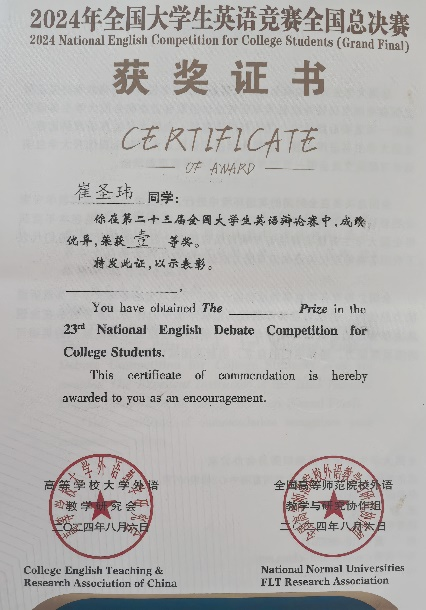 2024年全国大学生英语竞赛全国总决赛
2024 National English Competition for College Students (Grand Final)
获奖证书
CERTIFICATE
OF AWARD
崔圣玮 同学:
你在第二十三届全国大学生英语辩论赛中,成绩
优异,荣获 壹 等奖。
特发此证,以示表彰。
You have obtained The ________ Prize in the
23rd National English Debate Competition for
College Students.
This certificate of commendation is hereby
awarded to you as an encouragement.
高等学校大学外语
教学研究会
二〇二四年八月六日
全国高等师范院校外语
教学与研究协作组
二〇二四年八月六日
College English Teaching &
Research Association of China
National Normal Universities
FLT Research Association